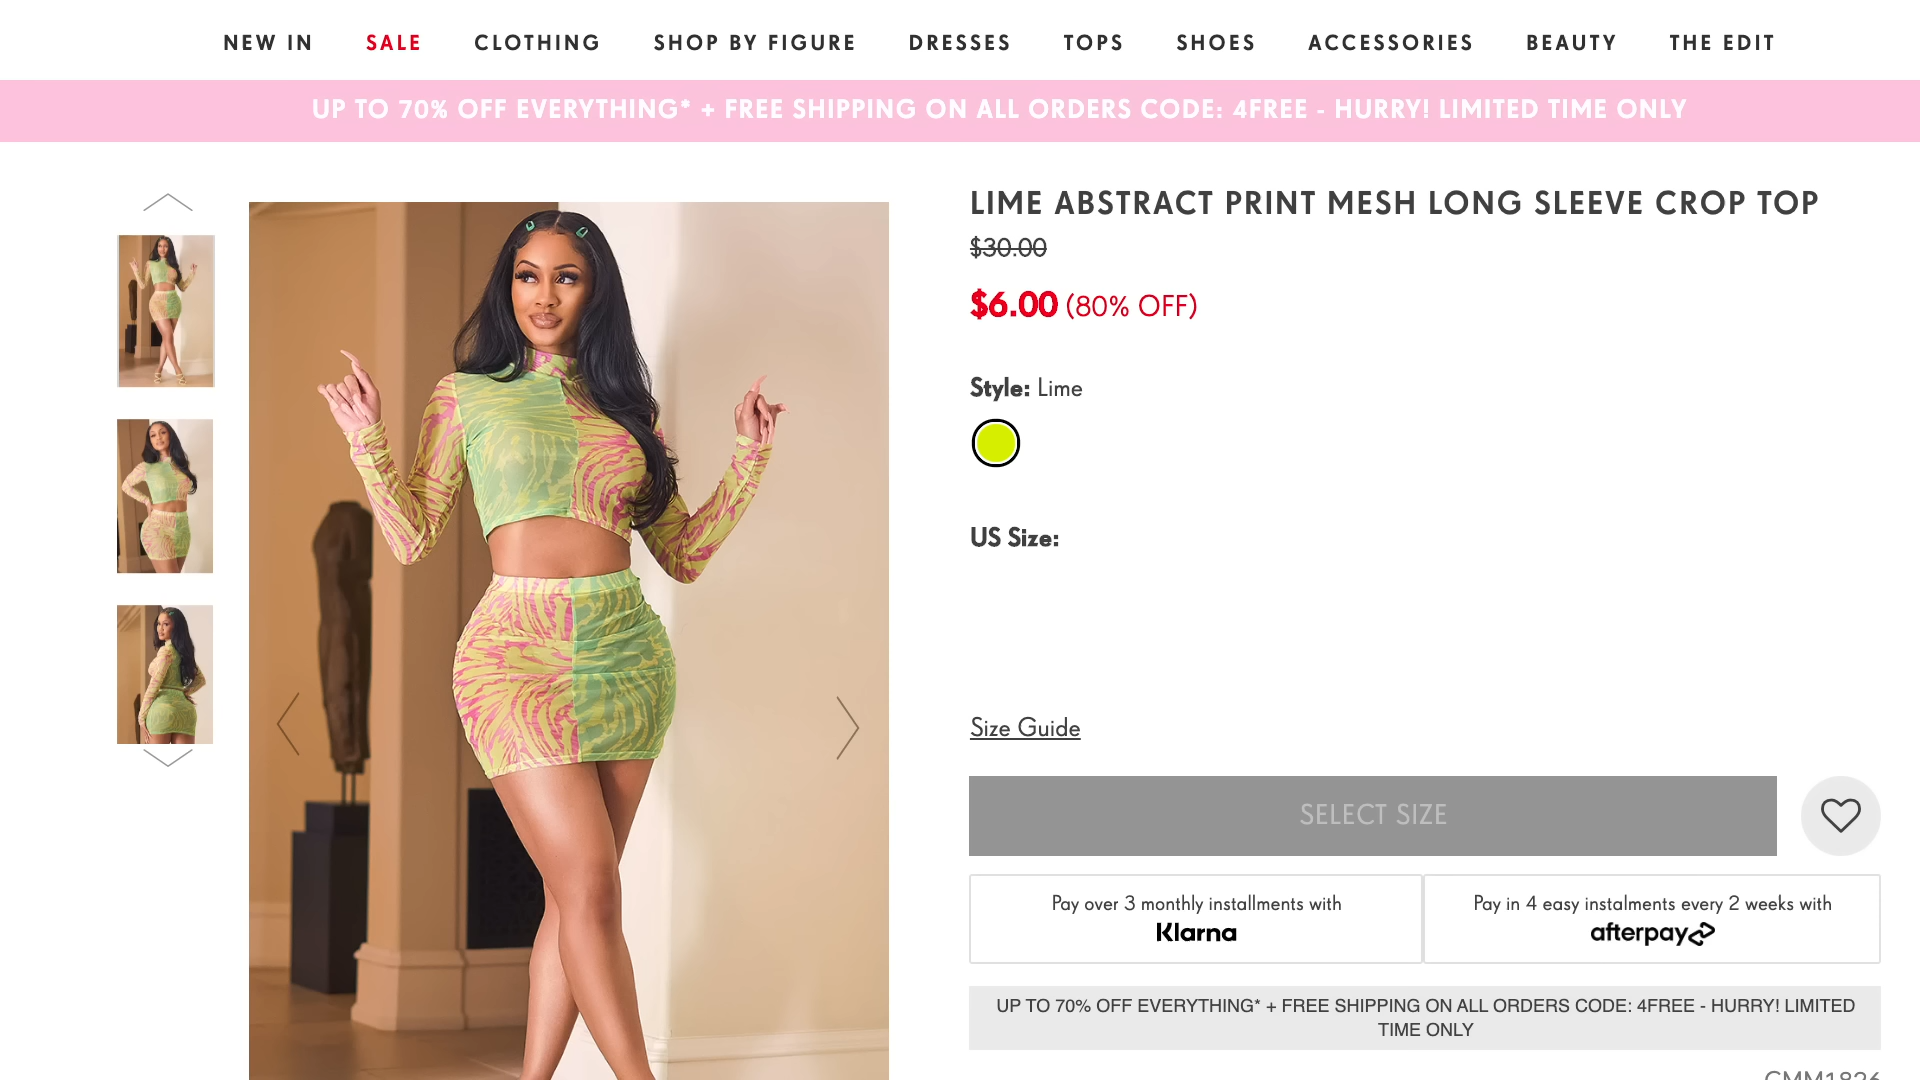 NEW IN SALE CLOTHING SHOP BY FIGURE DRESSES TOPS SHOES ACCESSORIES BEAUTY THE EDIT
UP TO 70% OFF EVERYTHING* + FREE SHIPPING ON ALL ORDERS CODE: 4FREE - HURRY! LIMITED TIME ONLY
LIME ABSTRACT PRINT MESH LONG SLEEVE CROP TOP
$30.00
$6.00 (80% OFF)
Style: Lime
US Size:
Size Guide
SELECT SIZE
Pay over 3 monthly installments with
Klarna
Pay in 4 easy instalments every 2 weeks with
afterpay
UP TO 70% OFF EVERYTHING* + FREE SHIPPING ON ALL ORDERS CODE: 4FREE - HURRY! LIMITED
TIME ONLY